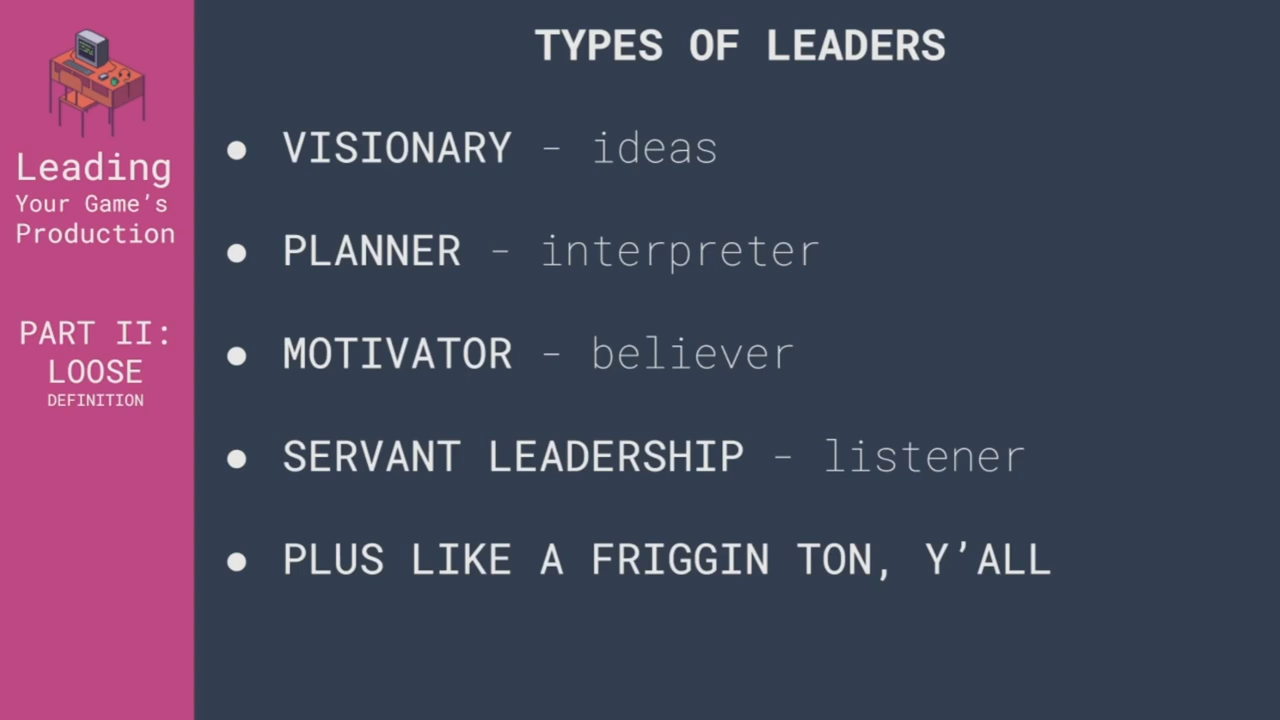 Leading
Your Game's
Production
PART II:
LOOSE
DEFINITION
TYPES OF LEADERS
● VISIONARY - ideas
● PLANNER - interpreter
● MOTIVATOR - believer
● SERVANT LEADERSHIP - listener
● PLUS LIKE A FRIGGIN TON, Y'ALL